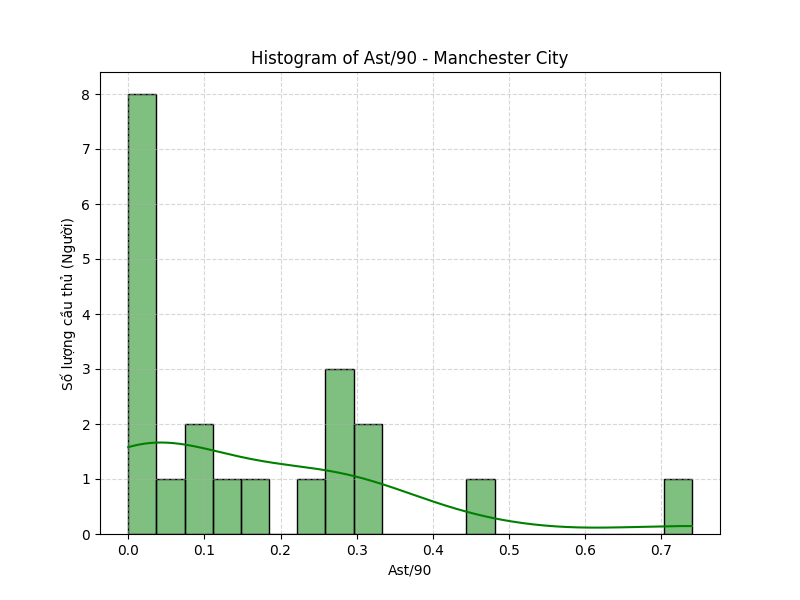 Histogram of Ast/90 - Manchester City
8
7
6
5
4
3
2
1
0
Số lượng cầu thủ (Người)
0.0 0.1 0.2 0.3 0.4 0.5 0.6 0.7
Ast/90